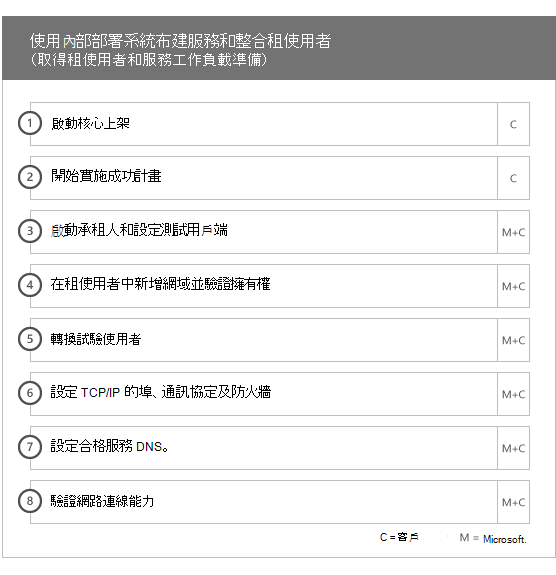 使用內部部署系統布建服務和整合租使用者
(取得租使用者和服務工作負載準備)
1 啟動核心上架 C
2 開始實施成功計畫 C
3 啟動承租人和設定測試用戶端 M+C
4 在租使用者中新增網域並驗證擁有權 M+C
5 轉換試驗使用者 M+C
6 設定 TCP/IP 的埠、通訊協定及防火牆 M+C
7 設定合格服務 DNS。 M+C
8 驗證網路連線能力 M+C
C = 客戶 M = Microsoft.